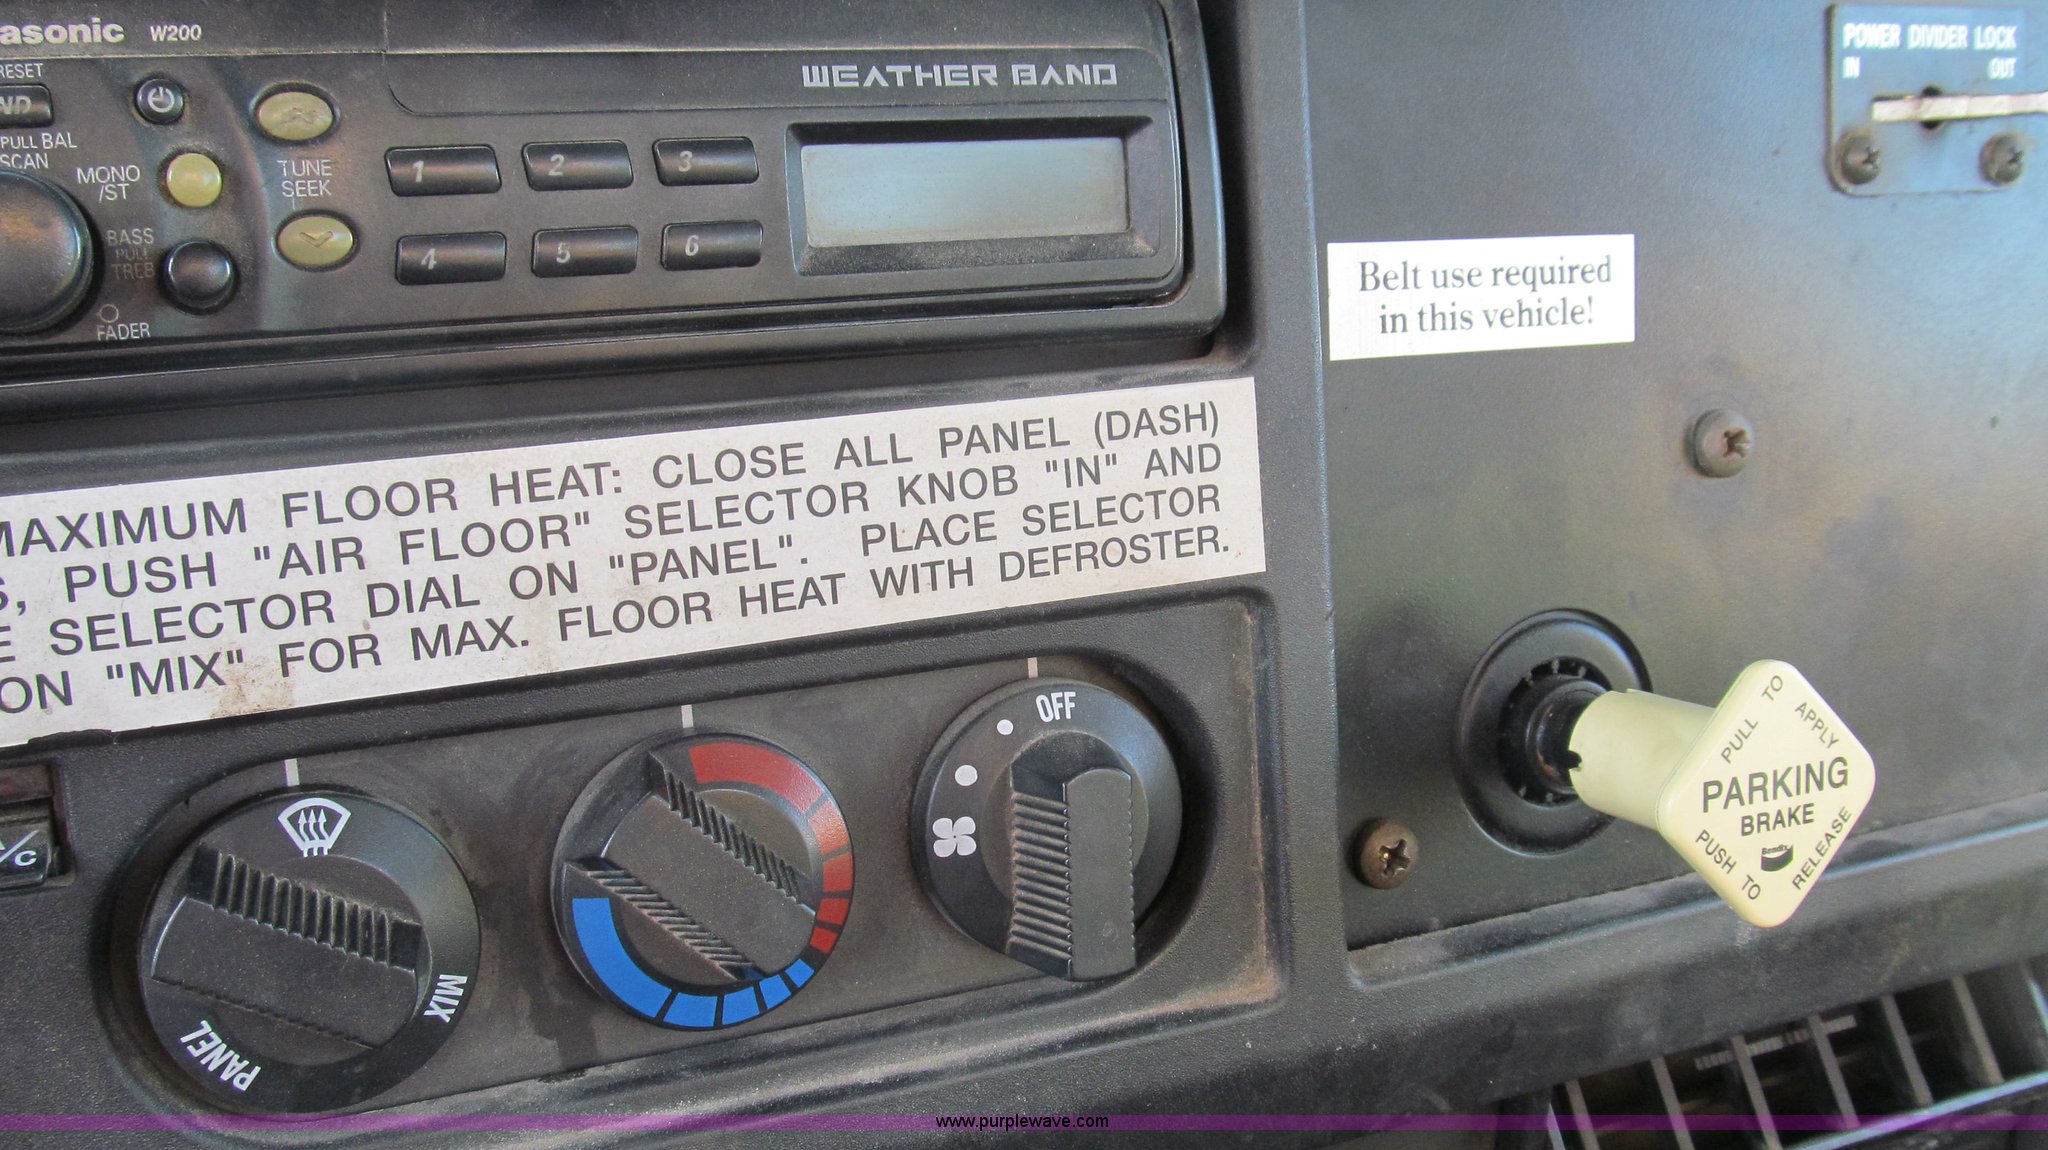 asonic W200
RESET
ND
PULL BAL
SCAN
MONO
/ST
BASS
PULL
TREB
FADER
TUNE
SEEK
WEATHER BAND
1 2 3
4 5 6
POWER DIVIDER LOCK
IN OUT
Belt use required
in this vehicle!
MAXIMUM FLOOR HEAT: CLOSE ALL PANEL (DASH)
S, PUSH "AIR FLOOR" SELECTOR KNOB "IN" AND
E SELECTOR DIAL ON "PANEL". PLACE SELECTOR
ON "MIX" FOR MAX. FLOOR HEAT WITH DEFROSTER.
A/C
MIX
PANEL
OFF
PULL TO APPLY
PARKING
BRAKE
Bendix
PUSH TO RELEASE
www.purplewave.com